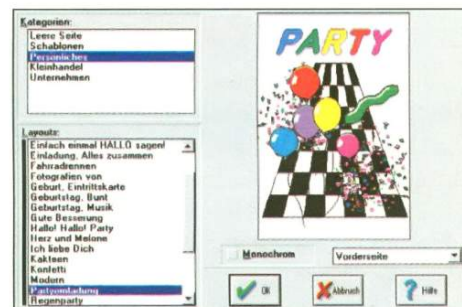 Kategorien:
Leere Seite
Schablonen
Persönliches
Kleinhandel
Unternehmen
Layouts:
Einfach einmal HALLO sagen!
Einladung, Alles zusammen
Fahrradrennen
Fotografien von
Geburt, Eintrittskarte
Geburtstag, Bunt
Geburtstag, Musik
Gute Besserung
Hallo! Hallo! Party
Herz und Melone
Ich liebe Dich
Kakteen
Konfetti
Modern
Partyeinladung
Regenparty
PARTY
Monochrom
Vorderseite
OK
Abbruch
Hilfe